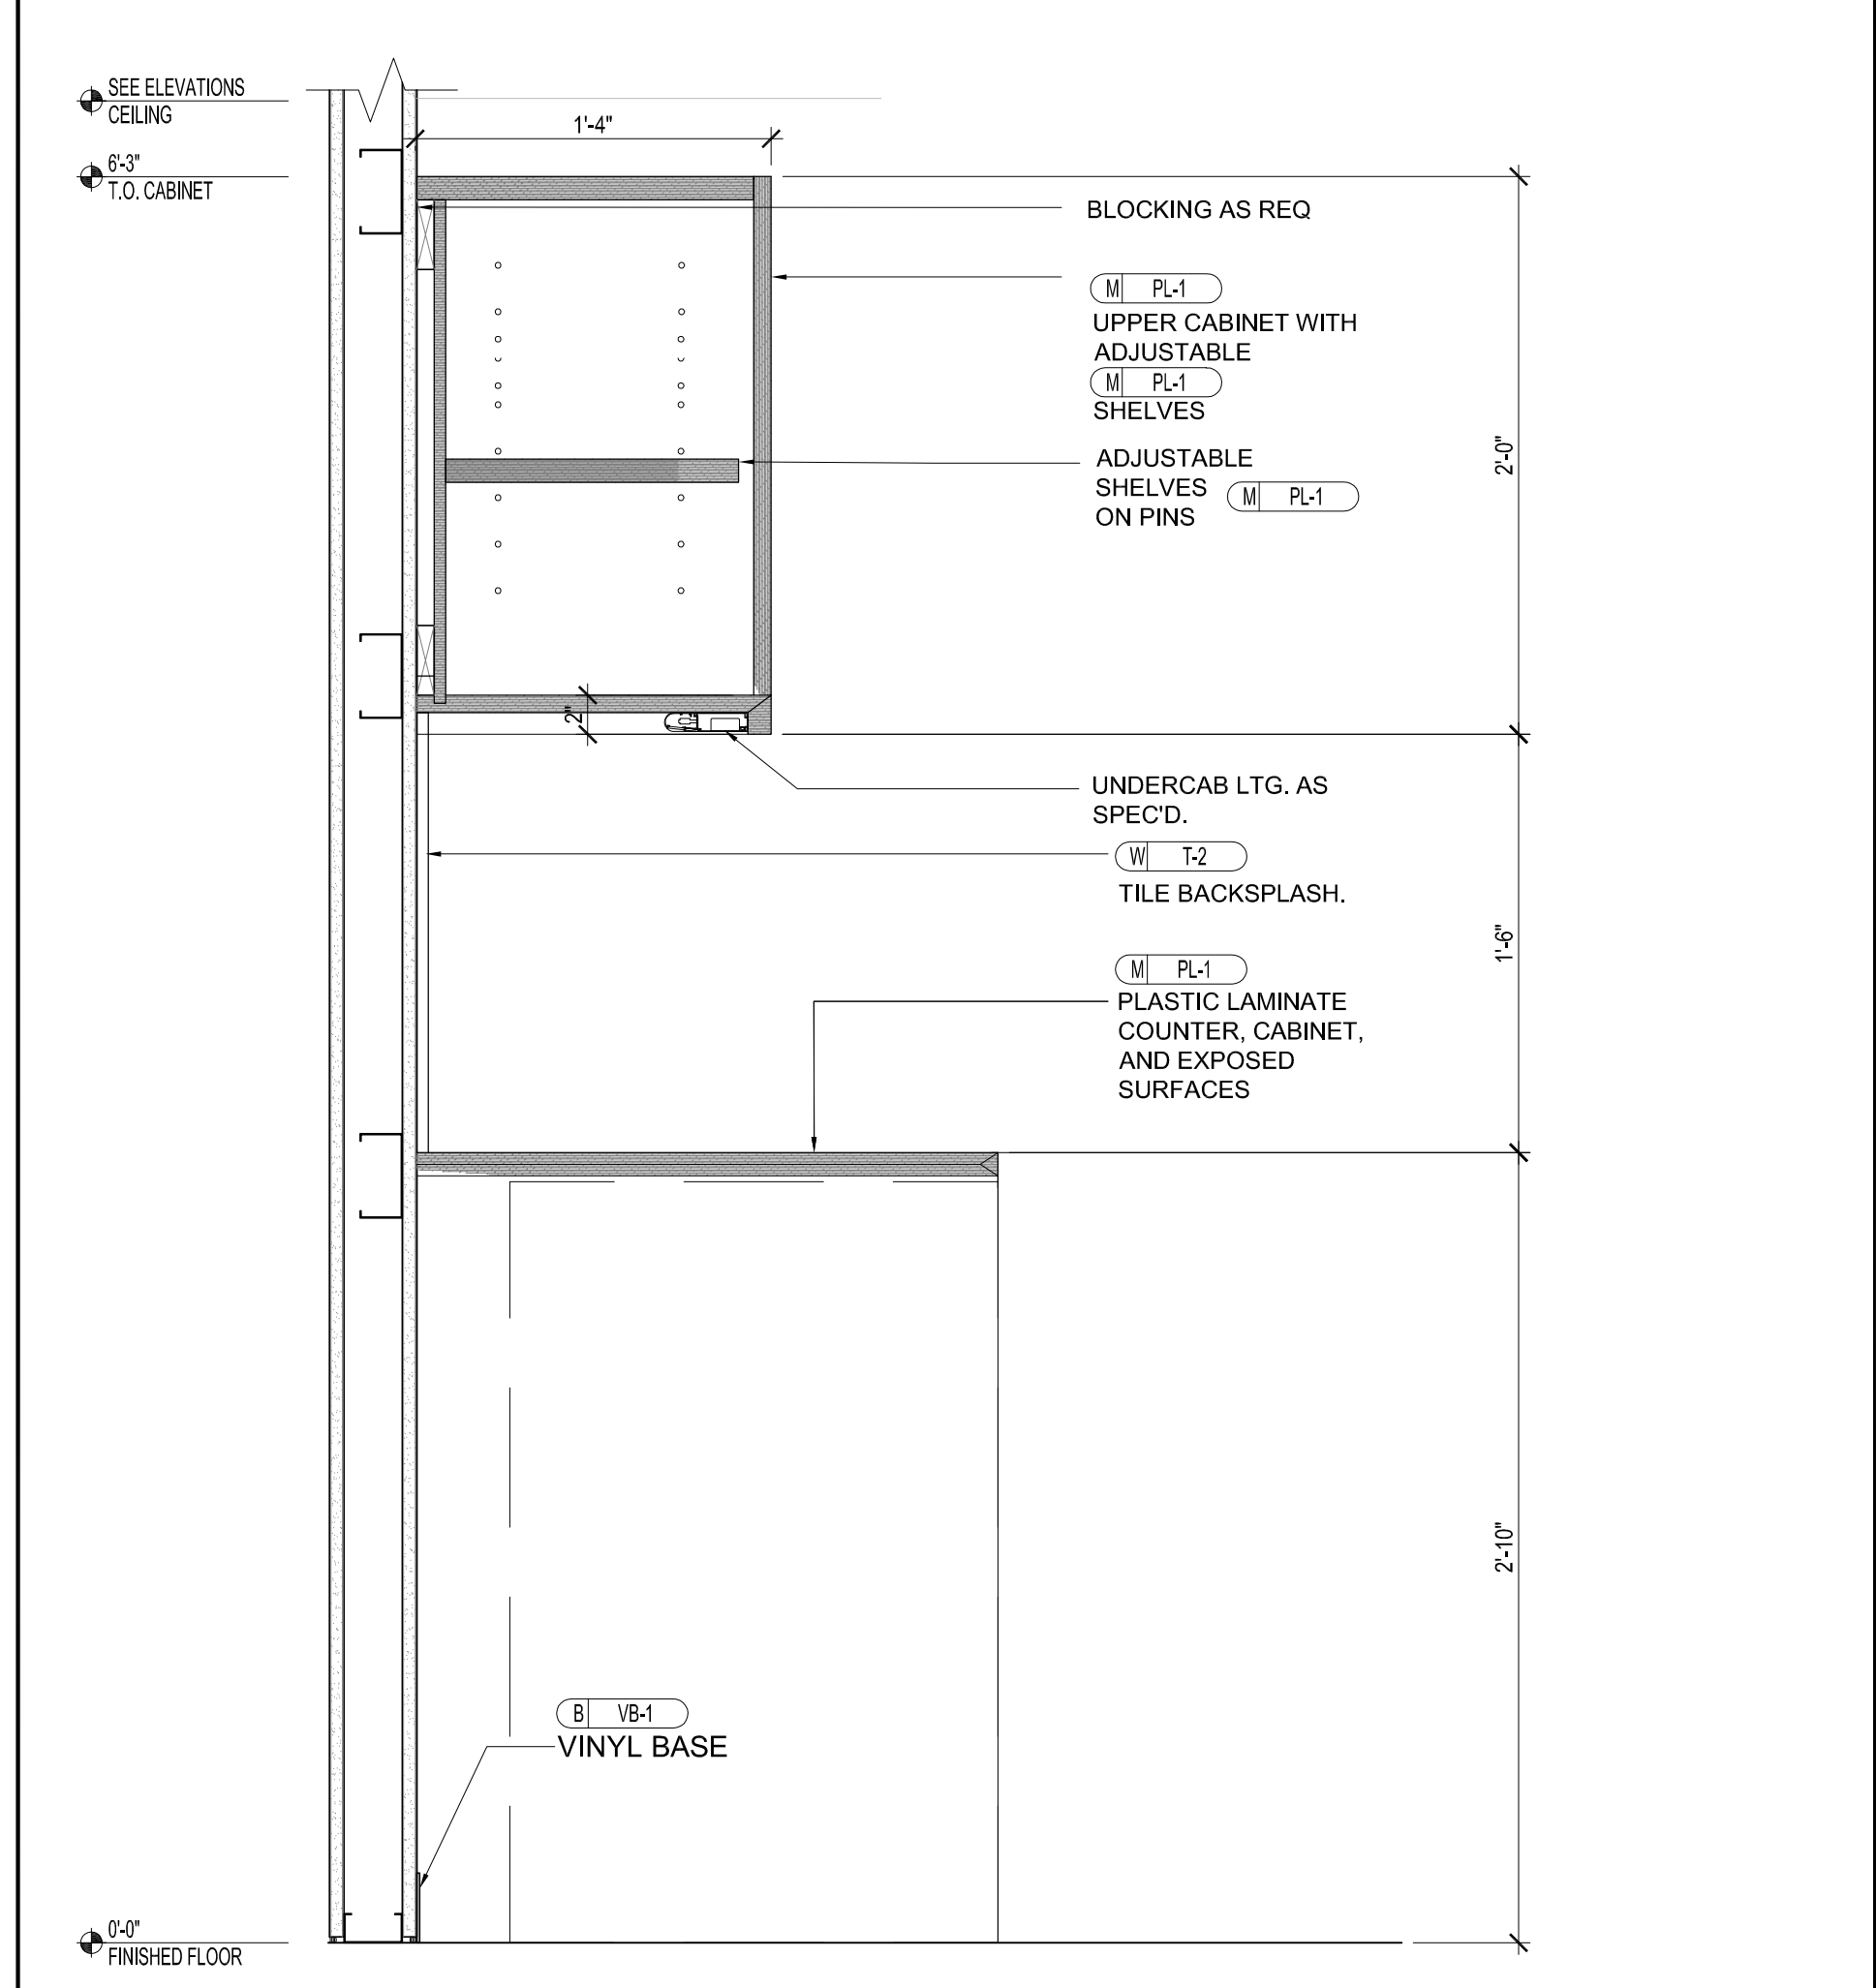 SEE ELEVATIONS
CEILING
1'-4"
6'-3"
T.O. CABINET
BLOCKING AS REQ
M PL-1
UPPER CABINET WITH
ADJUSTABLE
M PL-1
SHELVES
2'-0"
ADJUSTABLE
SHELVES M PL-1
ON PINS
2"
UNDERCAB LTG. AS
SPEC'D.
W T-2
TILE BACKSPLASH.
1'-6"
M PL-1
PLASTIC LAMINATE
COUNTER, CABINET,
AND EXPOSED
SURFACES
2'-10"
B VB-1
VINYL BASE
0'-0"
FINISHED FLOOR